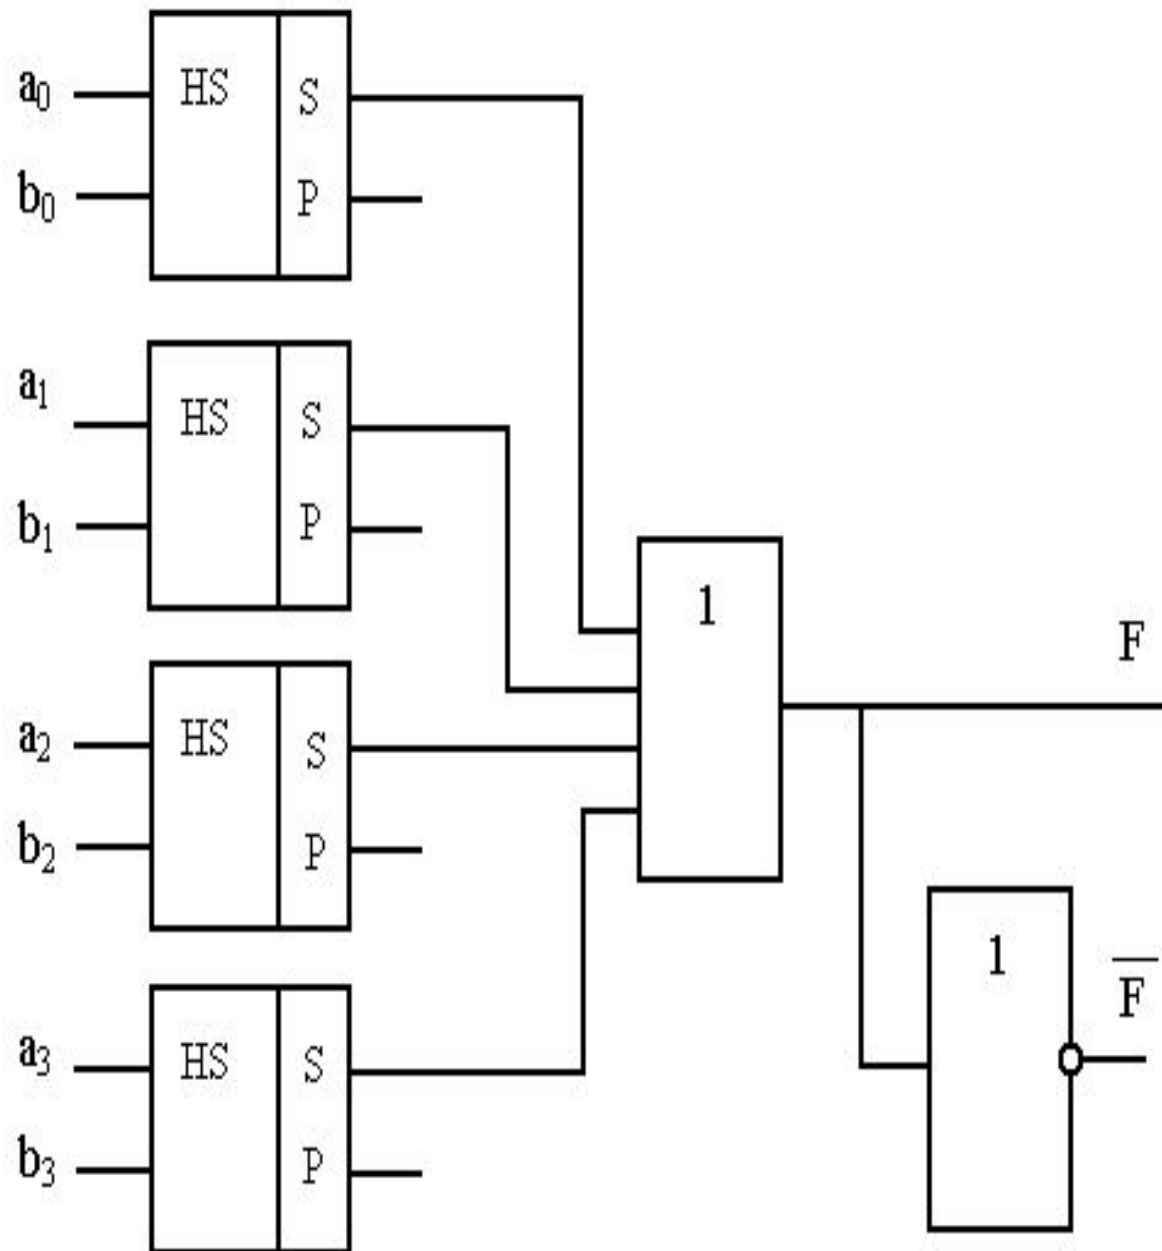 a₀ HS S
b₀ P
a₁ HS S
b₁ P
1
F
a₂ HS S
b₂ P
1
F̅
a₃ HS S
b₃ P